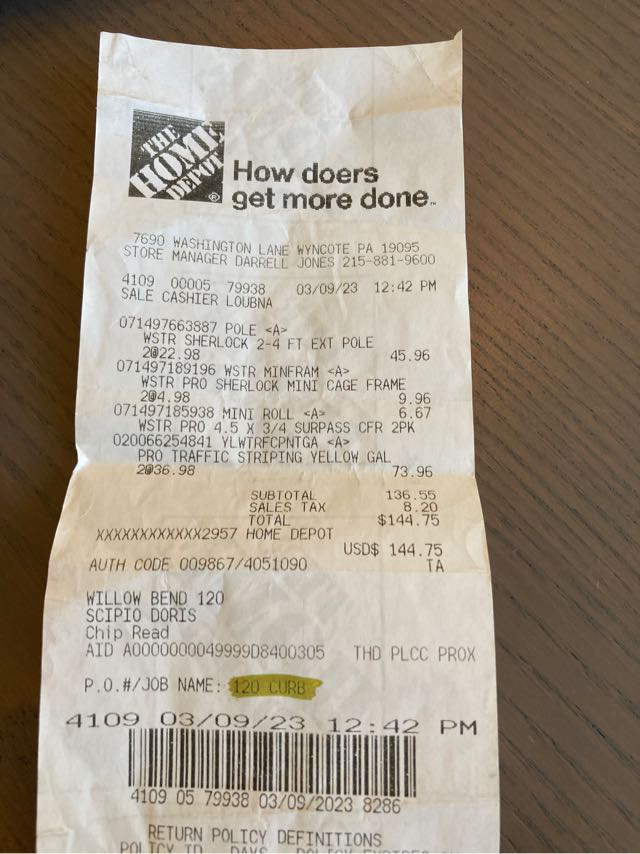 THE
HOME
DEPOT
®
How doers
get more done™
7690 WASHINGTON LANE WYNCOTE PA 19095
STORE MANAGER DARRELL JONES 215-881-9600
4109 00005 79938 03/09/23 12:42 PM
SALE CASHIER LOUBNA
071497663887 POLE <A>
WSTR SHERLOCK 2-4 FT EXT POLE
2@22.98 45.96
071497189196 WSTR MINFRAM <A>
WSTR PRO SHERLOCK MINI CAGE FRAME
2@4.98 9.96
071497185938 MINI ROLL <A> 6.67
WSTR PRO 4.5 X 3/4 SURPASS CFR 2PK
020066254841 YLWTRFCPNTGA <A>
PRO TRAFFIC STRIPING YELLOW GAL
2@36.98 73.96
SUBTOTAL 136.55
SALES TAX 8.20
TOTAL $144.75
XXXXXXXXXXXX2957 HOME DEPOT
USD$ 144.75
AUTH CODE 009867/4051090 TA
WILLOW BEND 120
SCIPIO DORIS
Chip Read
AID A0000000049999D8400305 THD PLCC PROX
P.O.#/JOB NAME: 120 CURB
4109 03/09/23 12:42 PM
4109 05 79938 03/09/2023 8286
RETURN POLICY DEFINITIONS
POLICY ID DAYS POLICY EXPIRES ON